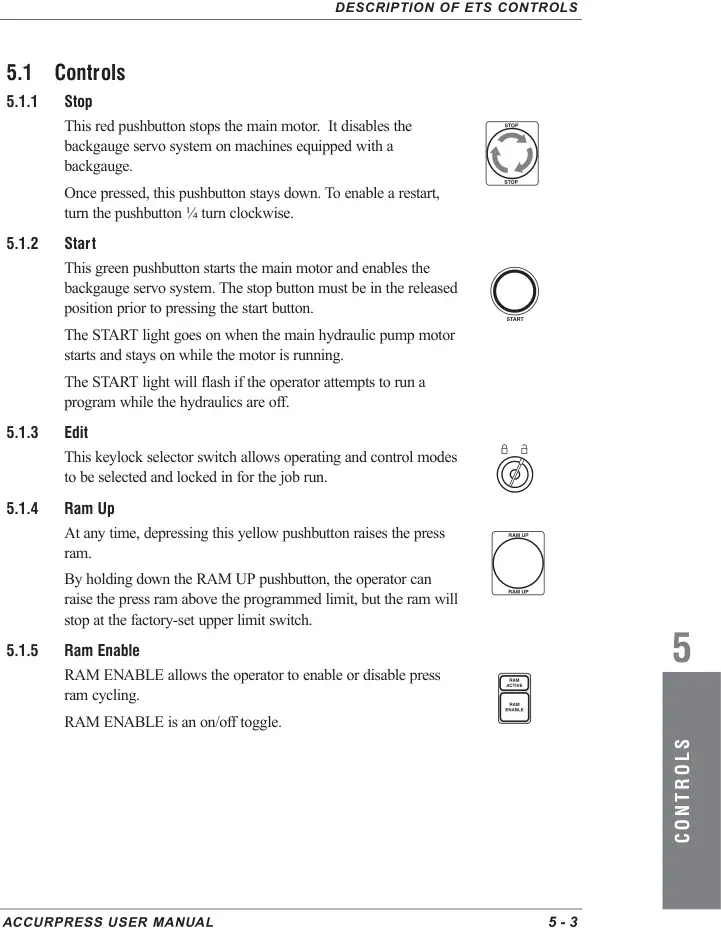 DESCRIPTION OF ETS CONTROLS
5.1 Controls
5.1.1 Stop
This red pushbutton stops the main motor. It disables the
backgauge servo system on machines equipped with a
backgauge.
STOP
STOP
Once pressed, this pushbutton stays down. To enable a restart,
turn the pushbutton ¼ turn clockwise.
5.1.2 Start
This green pushbutton starts the main motor and enables the
backgauge servo system. The stop button must be in the released
position prior to pressing the start button.
START
The START light goes on when the main hydraulic pump motor
starts and stays on while the motor is running.
The START light will flash if the operator attempts to run a
program while the hydraulics are off.
5.1.3 Edit
This keylock selector switch allows operating and control modes
to be selected and locked in for the job run.
5.1.4 Ram Up
At any time, depressing this yellow pushbutton raises the press
ram.
RAM UP
RAM UP
By holding down the RAM UP pushbutton, the operator can
raise the press ram above the programmed limit, but the ram will
stop at the factory-set upper limit switch.
5.1.5 Ram Enable
RAM ENABLE allows the operator to enable or disable press
ram cycling.
RAM
ACTIVE
RAM
ENABLE
RAM ENABLE is an on/off toggle.
5
CONTROLS
ACCURPRESS USER MANUAL 5 - 3